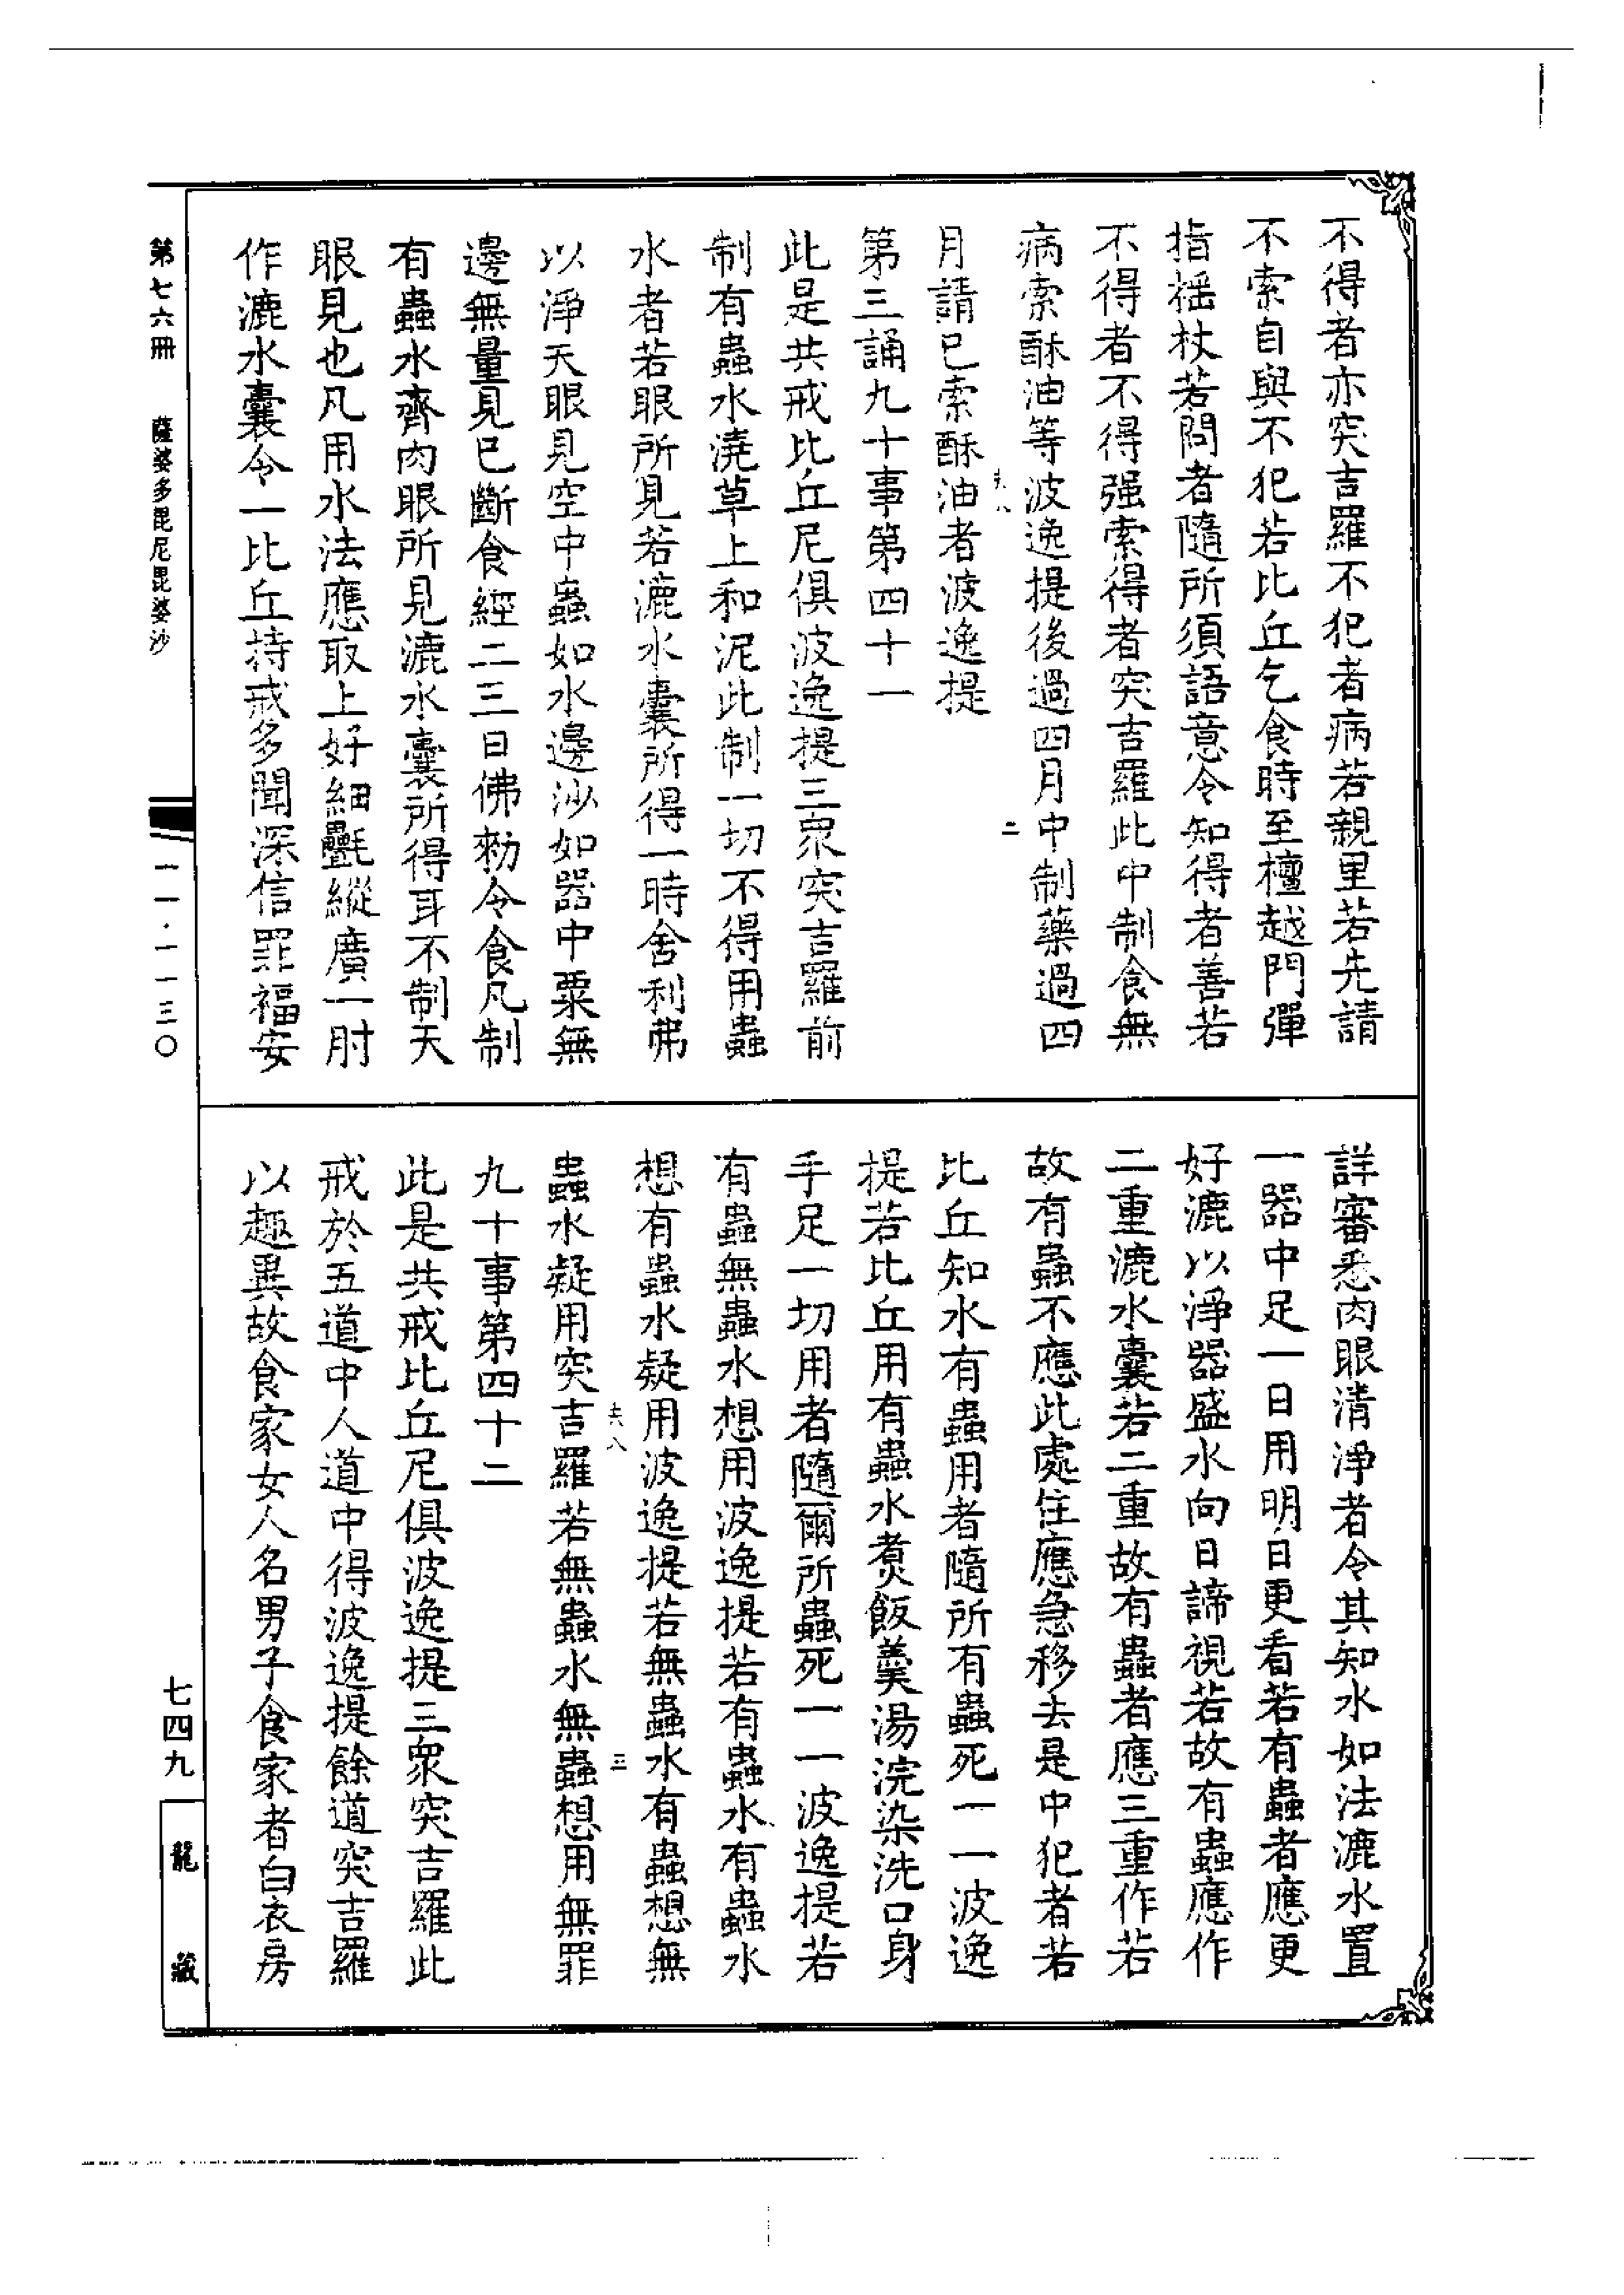 不得者亦突吉羅不犯者病若親里若先請
不索自與不犯若比丘乞食時至檀越門彈
指搖杖若問者隨所須語意令知得者善若
不得者不得强索得者突吉羅此中制食無
病索酥油等波逸提後過四月中制藥過四
月請已索酥油者波逸提
第三誦九十事第四十一
此是共戒比丘尼俱波逸提三眾突吉羅前
制有蟲水澆草上和泥此制一切不得用蟲
水者若眼所見若漉水囊所得一時舍利弗
以淨天眼見空中蟲如水邊沙如器中粟無
邊無量見已斷食經二三日佛勑令食凡制
有蟲水齊肉眼所見漉水囊所得耳不制天
眼見也凡用水法應取上好細㲲縱廣一肘
作漉水囊令一比丘持戒多聞深信罪福安
二
詳審悉肉眼清淨者令其知水如法漉水置
一器中足一日用明日更看若有蟲者應更
好漉以淨器盛水向日諦視若故有蟲應作
二重漉水囊若二重故有蟲者應三重作若
故有蟲不應此處住應急移去是中犯者若
比丘知水有蟲用者隨所有蟲死一一波逸
提若比丘用有蟲水煮飯羹湯浣染洗口身
手足一切用者隨爾所蟲死一一波逸提若
有蟲無蟲水想用波逸提若有蟲水有蟲水
想有蟲水疑用波逸提若無蟲水有蟲想無
蟲水疑用突吉羅若無蟲水無蟲想用無罪
九十事第四十二
此是共戒比丘尼俱波逸提三眾突吉羅此
戒於五道中人道中得波逸提餘道突吉羅
以趣異故食家女人名男子食家者白衣房
三
第七六冊 薩婆多毘尼毘婆沙
一一·一一三〇
七四九
龍藏